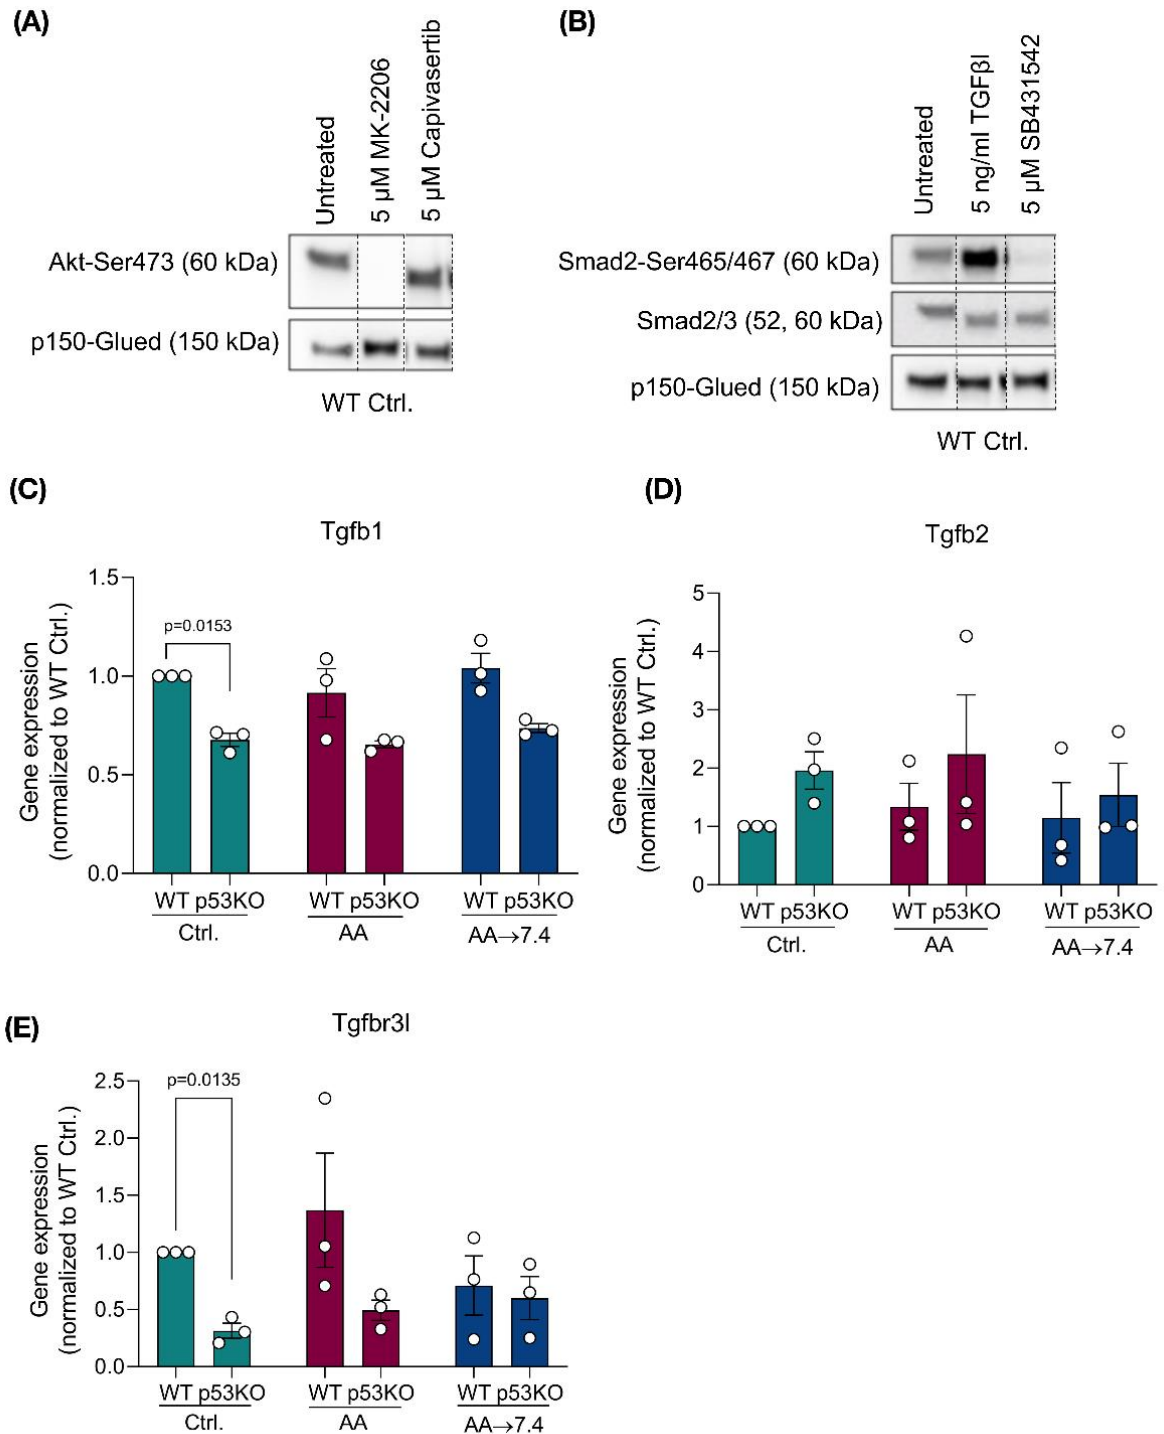 (A)
Untreated
5 µM MK-2206
5 µM Capivasertib
Akt-Ser473 (60 kDa)
p150-Glued (150 kDa)
WT Ctrl.
(B)
Untreated
5 ng/ml TGFβI
5 µM SB431542
Smad2-Ser465/467 (60 kDa)
Smad2/3 (52, 60 kDa)
p150-Glued (150 kDa)
WT Ctrl.
(C)
Tgfb1
Gene expression
(normalized to WT Ctrl.)
1.5
1.0
0.5
0.0
p=0.0153
WT p53KO
WT p53KO
WT p53KO
Ctrl.
AA
AA→7.4
(D)
Tgfb2
Gene expression
(normalized to WT Ctrl.)
5
4
3
2
1
0
WT p53KO
WT p53KO
WT p53KO
Ctrl.
AA
AA→7.4
(E)
Tgfbr3l
Gene expression
(normalized to WT Ctrl.)
2.5
2.0
1.5
1.0
0.5
0.0
p=0.0135
WT p53KO
WT p53KO
WT p53KO
Ctrl.
AA
AA→7.4